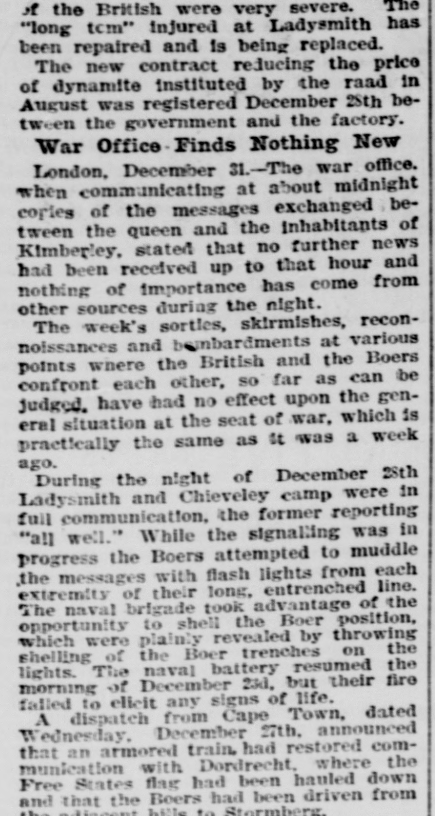 of the British were very severe. The
"long tom" injured at Ladysmith has
been repaired and is being replaced.
The new contract reducing the price
of dynamite instituted by the raad in
August was registered December 28th be-
tween the government and the factory.
War Office Finds Nothing New
London, December 31.—The war office,
when communicating at about midnight
copies of the messages exchanged be-
tween the queen and the inhabitants of
Kimberley, stated that no further news
had been received up to that hour and
nothing of importance has come from
other sources during the night.
The week's sorties, skirmishes, recon-
noissances and bombardments at various
points where the British and the Boers
confront each other, so far as can be
judged, have had no effect upon the gen-
eral situation at the seat of war, which is
practically the same as it was a week
ago.
During the night of December 28th
Ladysmith and Chieveley camp were in
full communication, the former reporting
"all well." While the signalling was in
progress the Boers attempted to muddle
the messages with flash lights from each
extremity of their long, entrenched line.
The naval brigade took advantage of the
opportunity to shell the Boer position,
which were plainly revealed by throwing
shelling of the Boer trenches on the
lights. The naval battery resumed the
morning of December 23d, but their fire
failed to elicit any signs of life.
A dispatch from Cape Town, dated
Wednesday, December 27th, announced
that an armored train had restored com-
munication with Dordrecht, where the
Free States flag had been hauled down
and that the Boers had been driven from
the adjacent hills to Stormberg.